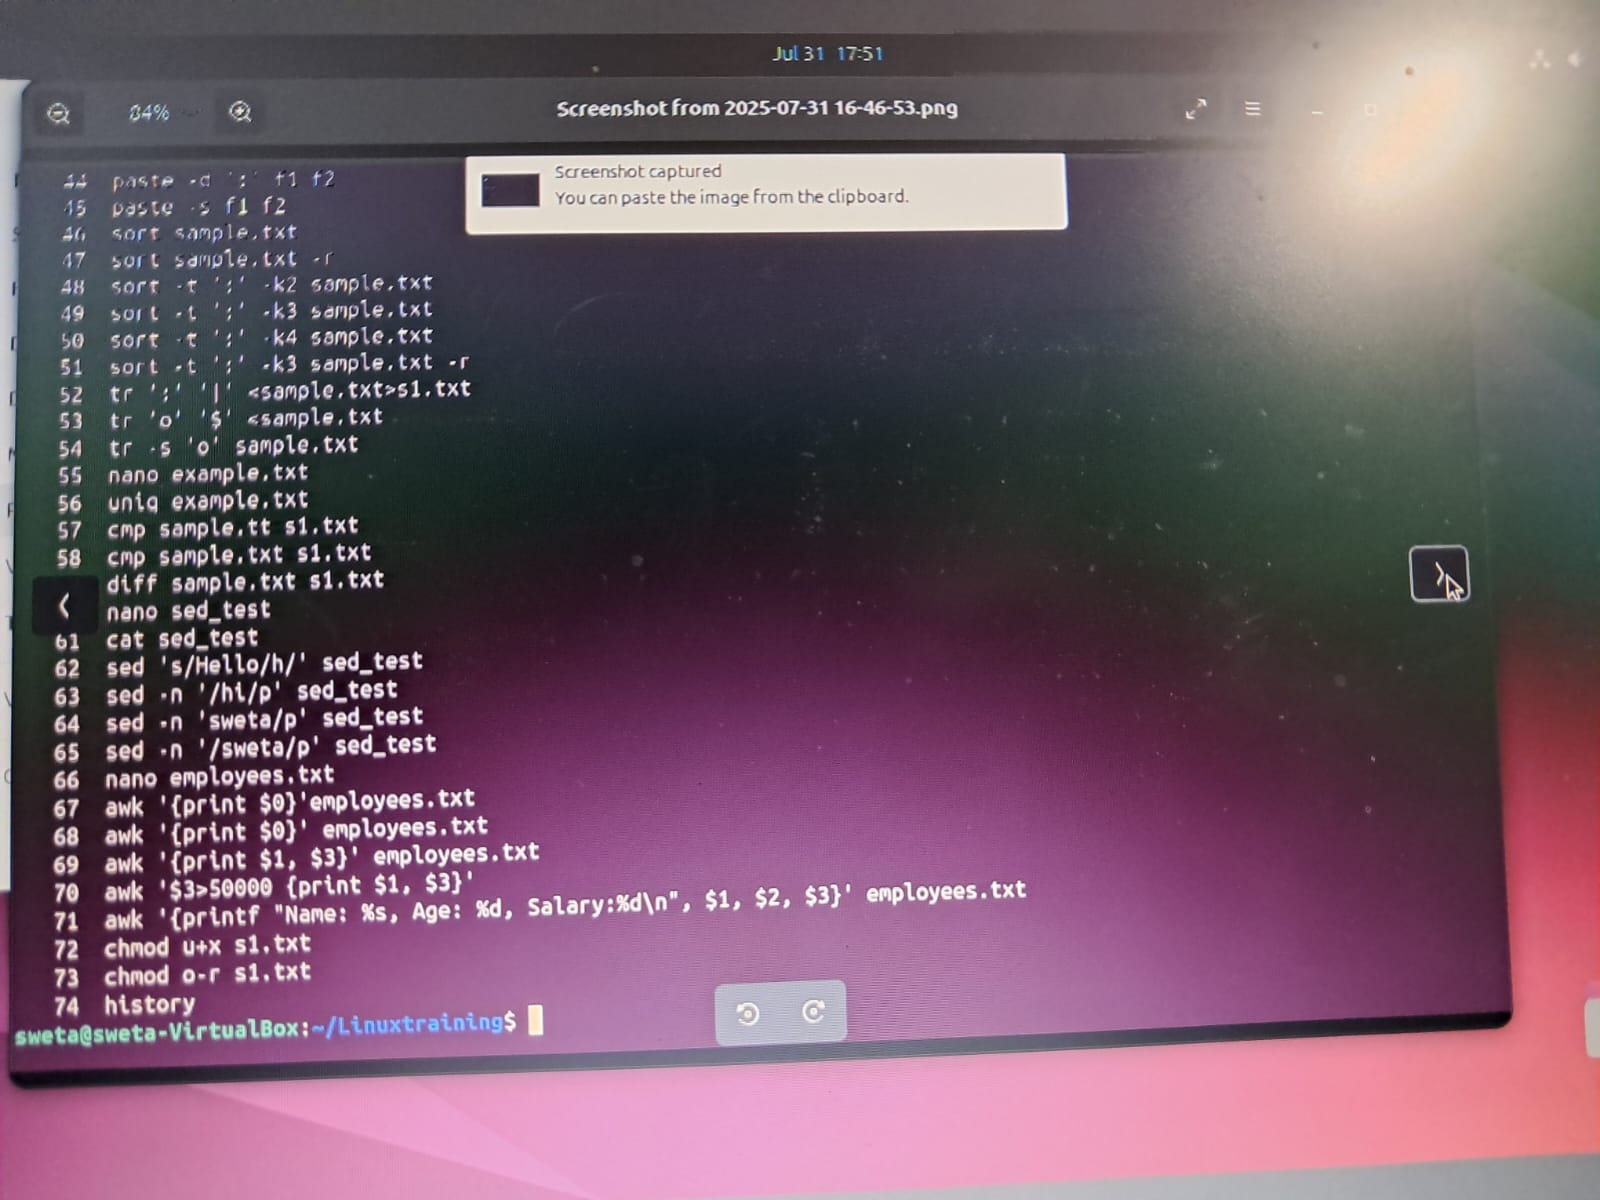 Jul 31 17:51
84%
Screenshot from 2025-07-31 16-46-53.png
Screenshot captured
You can paste the image from the clipboard.
44 paste -d ':' f1 f2
45 paste -s f1 f2
46 sort sample.txt
47 sort sample.txt -r
48 sort -t ':' -k2 sample.txt
49 sort -t ':' -k3 sample.txt
50 sort -t ':' -k4 sample.txt
51 sort -t ':' -k3 sample.txt -r
52 tr ':' '|' <sample.txt>s1.txt
53 tr 'o' '$' <sample.txt
54 tr -s 'o' sample.txt
55 nano example.txt
56 uniq example.txt
57 cmp sample.tt s1.txt
58 cmp sample.txt s1.txt
diff sample.txt s1.txt
nano sed_test
61 cat sed_test
62 sed 's/Hello/h/' sed_test
63 sed -n '/hi/p' sed_test
64 sed -n 'sweta/p' sed_test
65 sed -n '/sweta/p' sed_test
66 nano employees.txt
67 awk '{print $0}'employees.txt
68 awk '{print $0}' employees.txt
69 awk '{print $1, $3}' employees.txt
70 awk '$3>50000 {print $1, $3}'
71 awk '{printf "Name: %s, Age: %d, Salary:%d\n", $1, $2, $3}' employees.txt
72 chmod u+x s1.txt
73 chmod o-r s1.txt
74 history
sweta@sweta-VirtualBox:~/Linuxtraining$